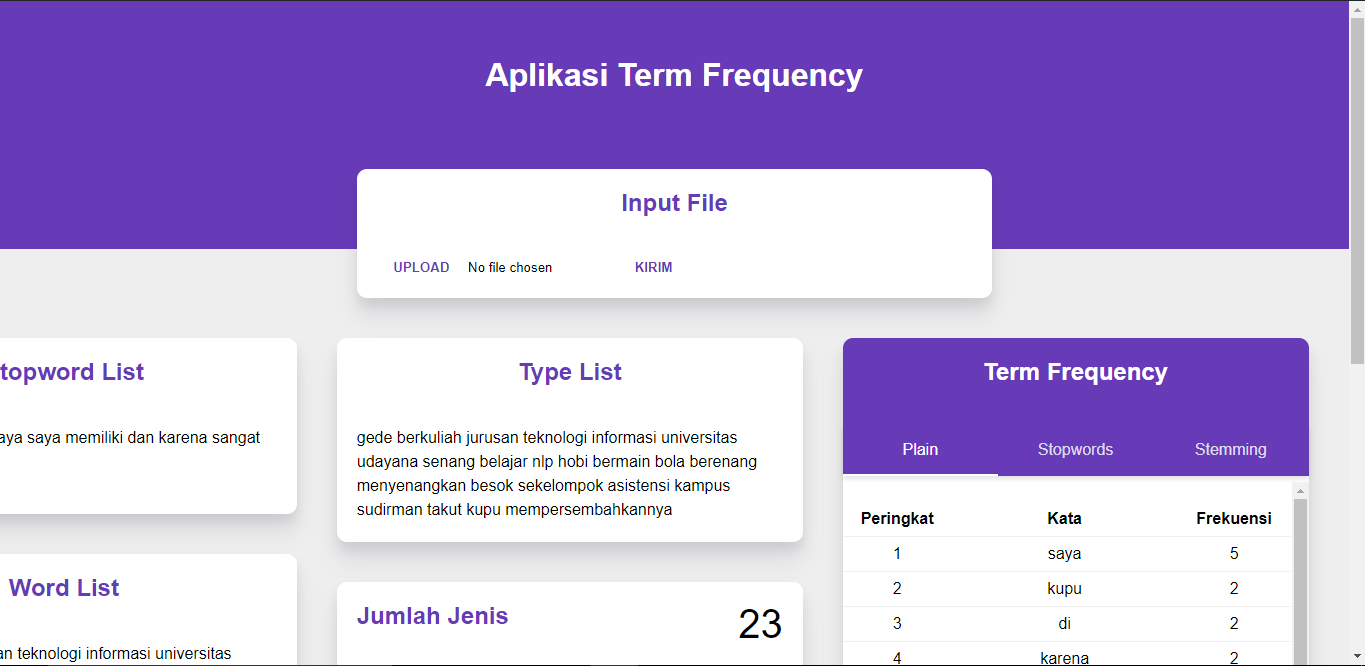 Aplikasi Term Frequency
Input File
UPLOAD No file chosen KIRIM
topword List
aya saya memiliki dan karena sangat
Word List
an teknologi informasi universitas
Type List
gede berkuliah jurusan teknologi informasi universitas
udayana senang belajar nlp hobi bermain bola berenang
menyenangkan besok sekelompok asistensi kampus
sudirman takut kupu mempersembahkannya
Jumlah Jenis 23
Term Frequency
Plain Stopwords Stemming
Peringkat Kata Frekuensi
1 saya 5
2 kupu 2
3 di 2
4 karena 2